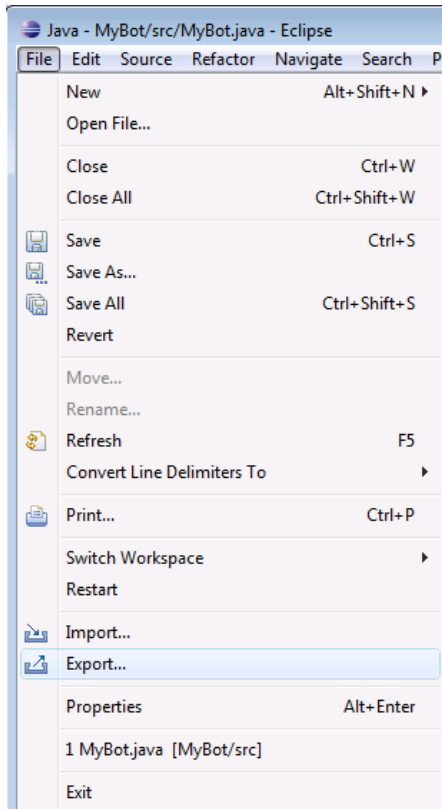 Java - MyBot/src/MyBot.java - Eclipse
File Edit Source Refactor Navigate Search P
New Alt+Shift+N
Open File...
Close Ctrl+W
Close All Ctrl+Shift+W
Save Ctrl+S
Save As...
Save All Ctrl+Shift+S
Revert
Move...
Rename...
Refresh F5
Convert Line Delimiters To
Print... Ctrl+P
Switch Workspace
Restart
Import...
Export...
Properties Alt+Enter
1 MyBot.java [MyBot/src]
Exit